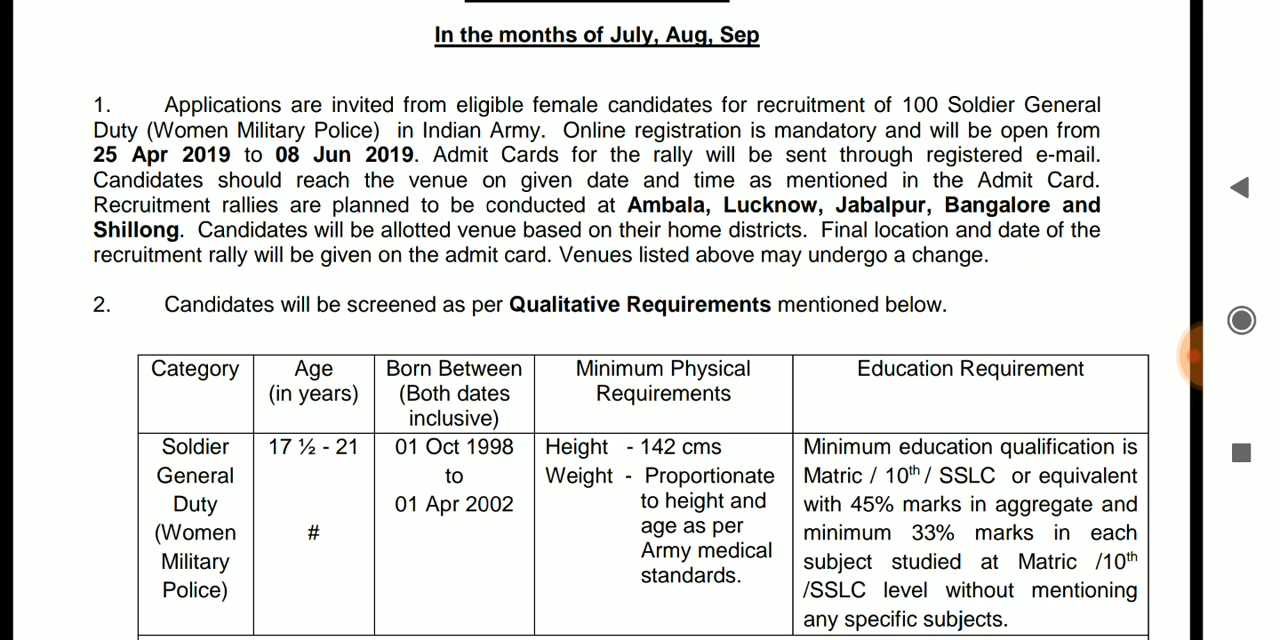 In the months of July, Aug, Sep
1. Applications are invited from eligible female candidates for recruitment of 100 Soldier General
Duty (Women Military Police) in Indian Army. Online registration is mandatory and will be open from
25 Apr 2019 to 08 Jun 2019. Admit Cards for the rally will be sent through registered e-mail.
Candidates should reach the venue on given date and time as mentioned in the Admit Card.
Recruitment rallies are planned to be conducted at Ambala, Lucknow, Jabalpur, Bangalore and
Shillong. Candidates will be allotted venue based on their home districts. Final location and date of the
recruitment rally will be given on the admit card. Venues listed above may undergo a change.
2. Candidates will be screened as per Qualitative Requirements mentioned below.
Category
Age
(in years)
Born Between
(Both dates
inclusive)
Minimum Physical
Requirements
Education Requirement
Soldier
General
Duty
(Women
Military
Police)
17 ½ - 21
#
01 Oct 1998
to
01 Apr 2002
Height - 142 cms
Weight - Proportionate
to height and
age as per
Army medical
standards.
Minimum education qualification is
Matric / 10th / SSLC or equivalent
with 45% marks in aggregate and
minimum 33% marks in each
subject studied at Matric /10th
/SSLC level without mentioning
any specific subjects.